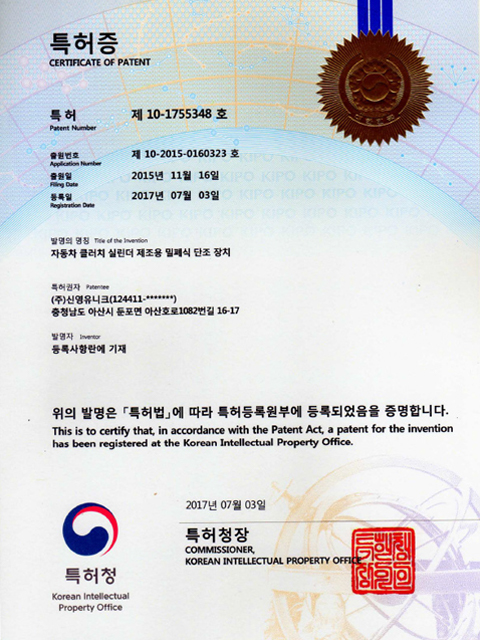 특허증
CERTIFICATE OF PATENT
특허 제 10-1755348 호
Patent Number
출원번호 제 10-2015-0160323 호
Application Number
출원일 2015년 11월 16일
Filing Date
등록일 2017년 07월 03일
Registration Date
발명의 명칭 Title of the Invention
자동차 클러치 실린더 제조용 밀폐식 단조 장치
특허권자 Patentee
(주)신영유니크(124411-*******)
충청남도 아산시 둔포면 아산호로1082번길 16-17
발명자 Inventor
등록사항란에 기재
위의 발명은 「특허법」에 따라 특허등록원부에 등록되었음을 증명합니다.
This is to certify that, in accordance with the Patent Act, a patent for the invention
has been registered at the Korean Intellectual Property Office.
2017년 07월 03일
특허청장
COMMISSIONER,
KOREAN INTELLECTUAL PROPERTY OFFICE
특허청
Korean Intellectual
Property Office